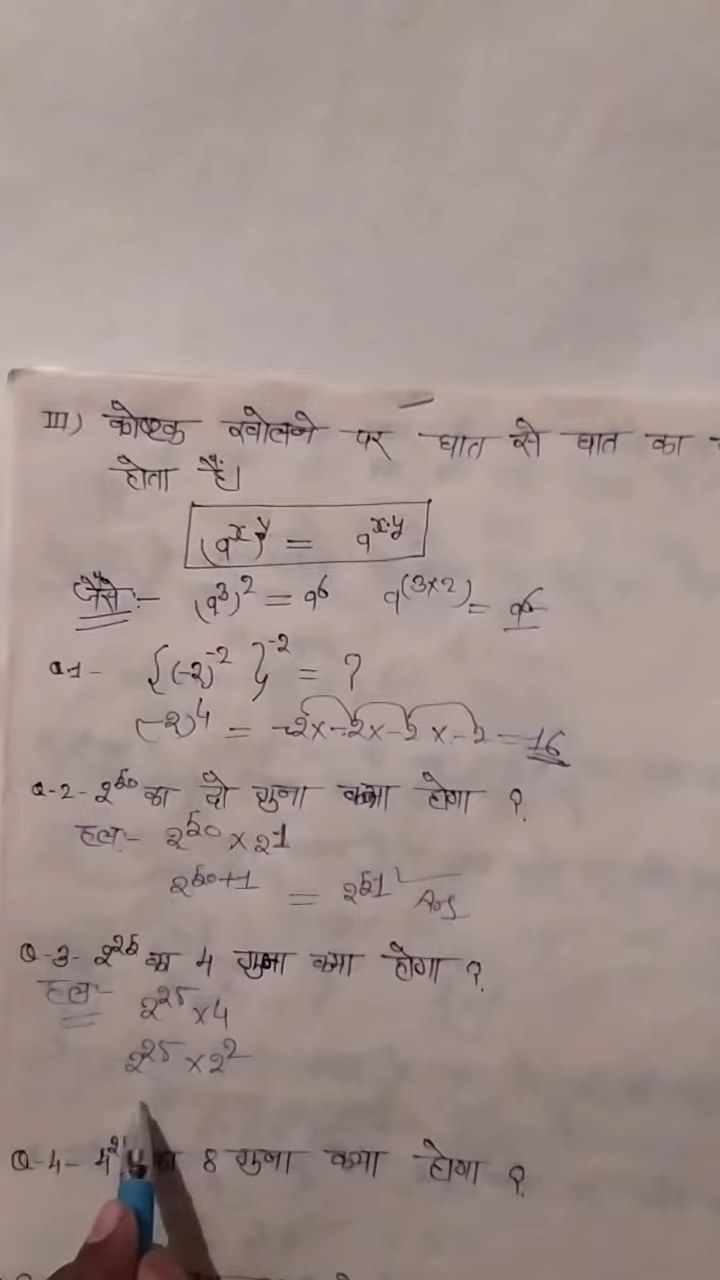 III) कोष्टक खोलने पर घात से घात का
होता हैं।
(a^x)^y = a^x.y
जैसे:- (a^3)^2 = a^6 a^(3×2) = a^6
Q.1- {(-2)^-2}^-2 = ?
(-2)^4 = -2×-2×-2×-2 = 16
Q-2- 2^50 का दो गुना क्या होगा ?
हल:- 2^50 × 2^1
2^50+1 = 2^51 Ans
Q-3- 2^25 का 4 गुना क्या होगा ?
हल:- 2^25 × 4
2^25 × 2^2
Q-4- 8 गुना क्या होगा ?